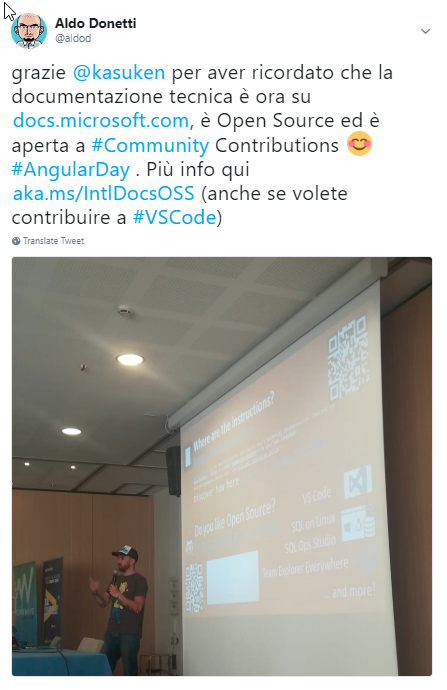 Aldo Donetti
@aldod
grazie @kasuken per aver ricordato che la
documentazione tecnica è ora su
docs.microsoft.com, è Open Source ed è
aperta a #Community Contributions 😊
#AngularDay . Più info qui
aka.ms/IntlDocsOSS (anche se volete
contribuire a #VSCode)
Translate Tweet
Where are the instructions?
Discover how here
Do you like Open Source?
VS Code
SQL on Linux
SQL Ops Studio
Team Explorer Everywhere
... and more!